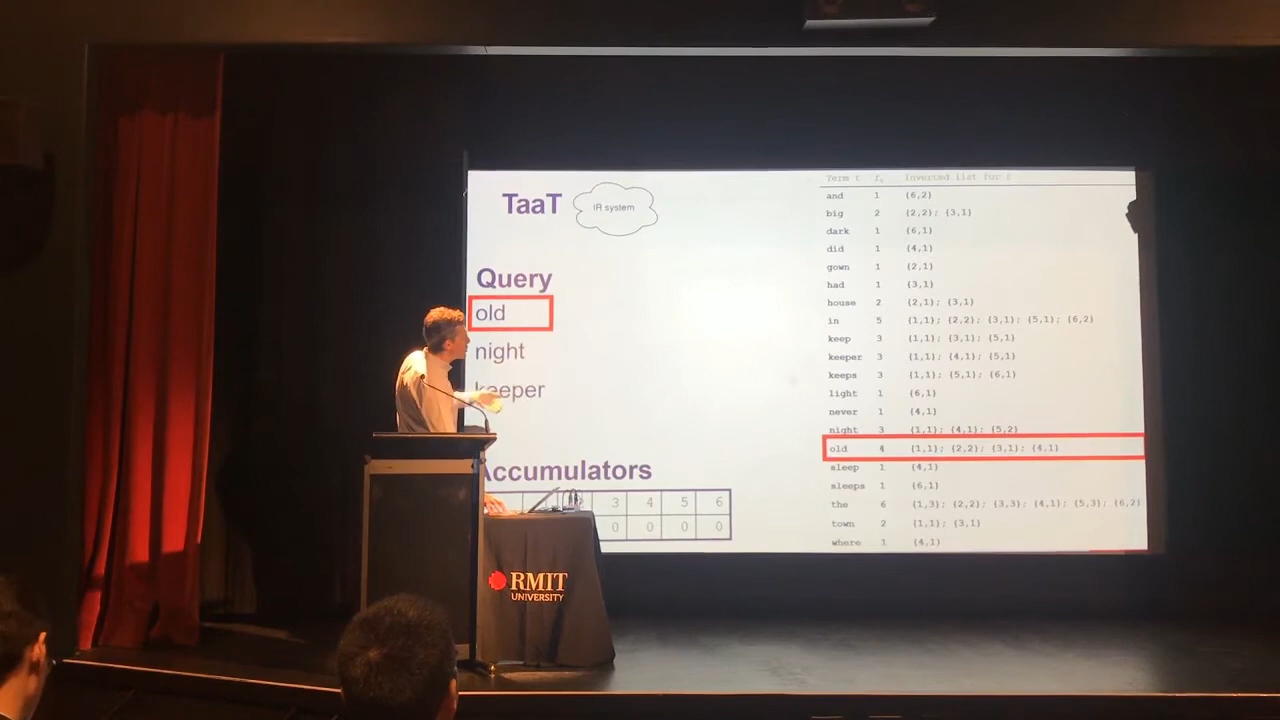 TaaT
IR system
Query
old
night
keeper
Accumulators
3 4 5 6
0 0 0 0
Term t ft Inverted list for t
and 1 (6,2)
big 2 (2,2); (3,1)
dark 1 (6,1)
did 1 (4,1)
gown 1 (2,1)
had 1 (3,1)
house 2 (2,1); (3,1)
in 5 (1,1); (2,2); (3,1); (5,1); (6,2)
keep 3 (1,1); (3,1); (5,1)
keeper 3 (1,1); (4,1); (5,1)
keeps 3 (1,1); (5,1); (6,1)
light 1 (6,1)
never 1 (4,1)
night 3 (1,1); (4,1); (5,2)
old 4 (1,1); (2,2); (3,1); (4,1)
sleep 1 (4,1)
sleeps 1 (6,1)
the 6 (1,3); (2,2); (3,3); (4,1); (5,3); (6,2)
town 2 (1,1); (3,1)
where 1 (4,1)
RMIT
UNIVERSITY